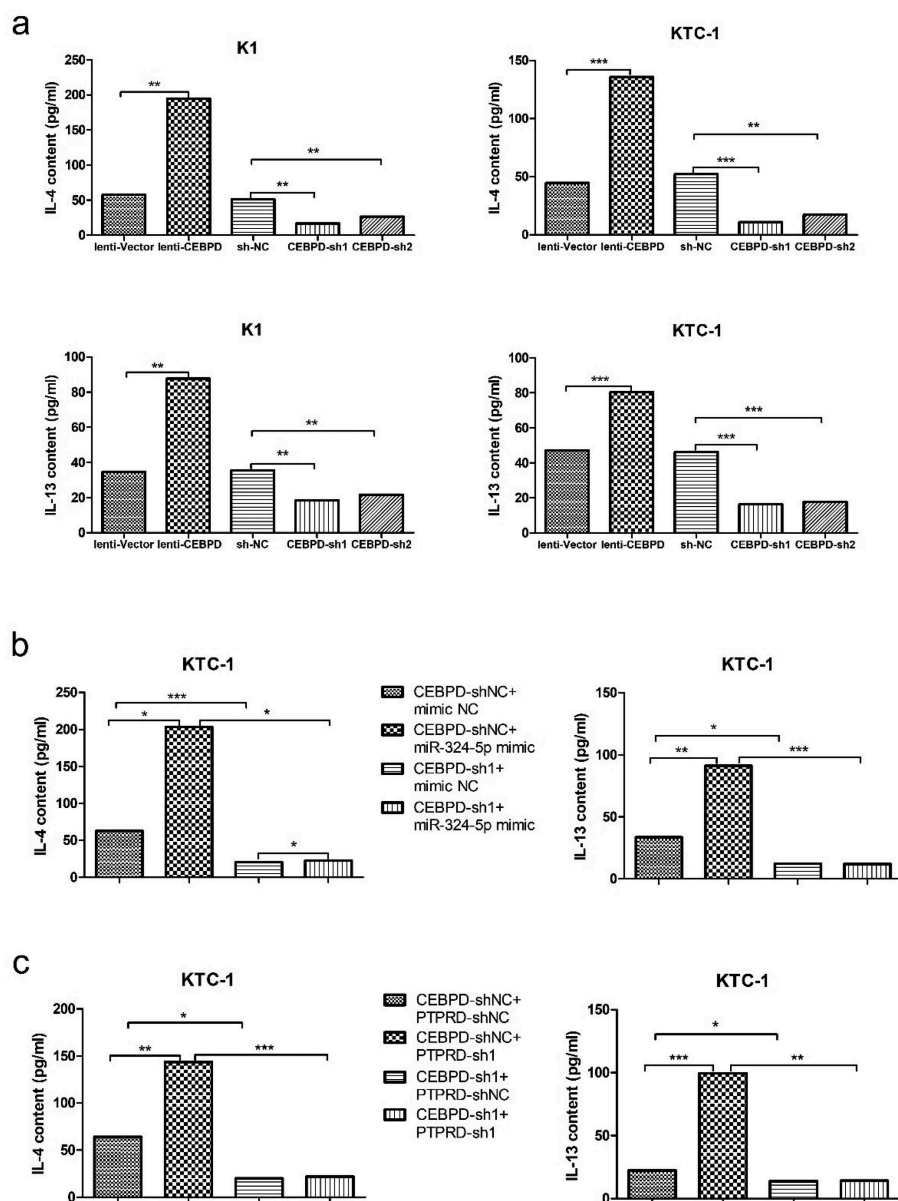 a
K1
IL-4 content (pg/ml)
250
200
150
100
50
0
**
**
**
lenti-Vector lenti-CEBPD sh-NC CEBPD-sh1 CEBPD-sh2
KTC-1
IL-4 content (pg/ml)
150
100
50
0
***
**
***
lenti-Vector lenti-CEBPD sh-NC CEBPD-sh1 CEBPD-sh2
K1
IL-13 content (pg/ml)
100
80
60
40
20
0
**
**
**
lenti-Vector lenti-CEBPD sh-NC CEBPD-sh1 CEBPD-sh2
KTC-1
IL-13 content (pg/ml)
100
80
60
40
20
0
***
***
***
lenti-Vector lenti-CEBPD sh-NC CEBPD-sh1 CEBPD-sh2
b
KTC-1
IL-4 content (pg/ml)
250
200
150
100
50
0
***
*
*
*
CEBPD-shNC+
mimic NC
CEBPD-shNC+
miR-324-5p mimic
CEBPD-sh1+
mimic NC
CEBPD-sh1+
miR-324-5p mimic
KTC-1
IL-13 content (pg/ml)
150
100
50
0
*
**
***
c
KTC-1
IL-4 content (pg/ml)
200
150
100
50
0
*
**
***
CEBPD-shNC+
PTPRD-shNC
CEBPD-shNC+
PTPRD-sh1
CEBPD-sh1+
PTPRD-shNC
CEBPD-sh1+
PTPRD-sh1
KTC-1
IL-13 content (pg/ml)
150
100
50
0
*
***
**